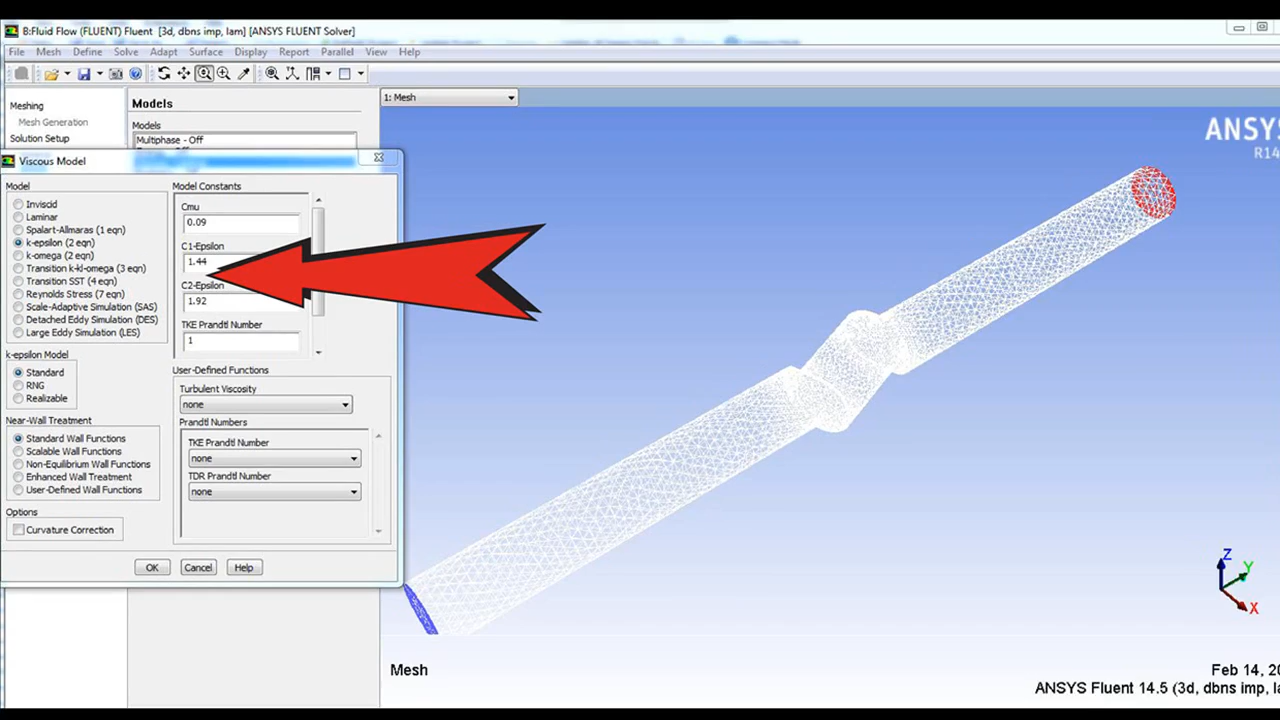 B:Fluid Flow (FLUENT) Fluent [3d, dbns imp, lam] [ANSYS FLUENT Solver]
File Mesh Define Solve Adapt Surface Display Report Parallel View Help
Meshing
Mesh Generation
Solution Setup
Models
Models
Multiphase - Off
1: Mesh
ANSYS
R14
Viscous Model
Model
Inviscid
Laminar
Spalart-Allmaras (1 eqn)
k-epsilon (2 eqn)
k-omega (2 eqn)
Transition k-kl-omega (3 eqn)
Transition SST (4 eqn)
Reynolds Stress (7 eqn)
Scale-Adaptive Simulation (SAS)
Detached Eddy Simulation (DES)
Large Eddy Simulation (LES)
k-epsilon Model
Standard
RNG
Realizable
Near-Wall Treatment
Standard Wall Functions
Scalable Wall Functions
Non-Equilibrium Wall Functions
Enhanced Wall Treatment
User-Defined Wall Functions
Options
Curvature Correction
Model Constants
Cmu
0.09
C1-Epsilon
1.44
C2-Epsilon
1.92
TKE Prandtl Number
1
User-Defined Functions
Turbulent Viscosity
none
Prandtl Numbers
TKE Prandtl Number
none
TDR Prandtl Number
none
OK Cancel Help
Z
Y
X
Mesh
Feb 14, 20
ANSYS Fluent 14.5 (3d, dbns imp, la